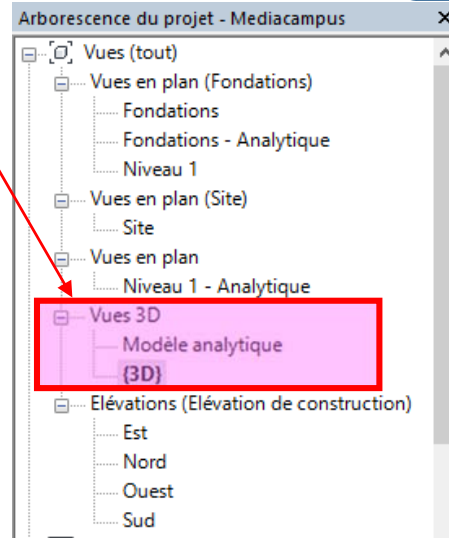 Arborescence du projet - Mediacampus
Vues (tout)
Vues en plan (Fondations)
Fondations
Fondations - Analytique
Niveau 1
Vues en plan (Site)
Site
Vues en plan
Niveau 1 - Analytique
Vues 3D
Modèle analytique
{3D}
Elévations (Elévation de construction)
Est
Nord
Ouest
Sud